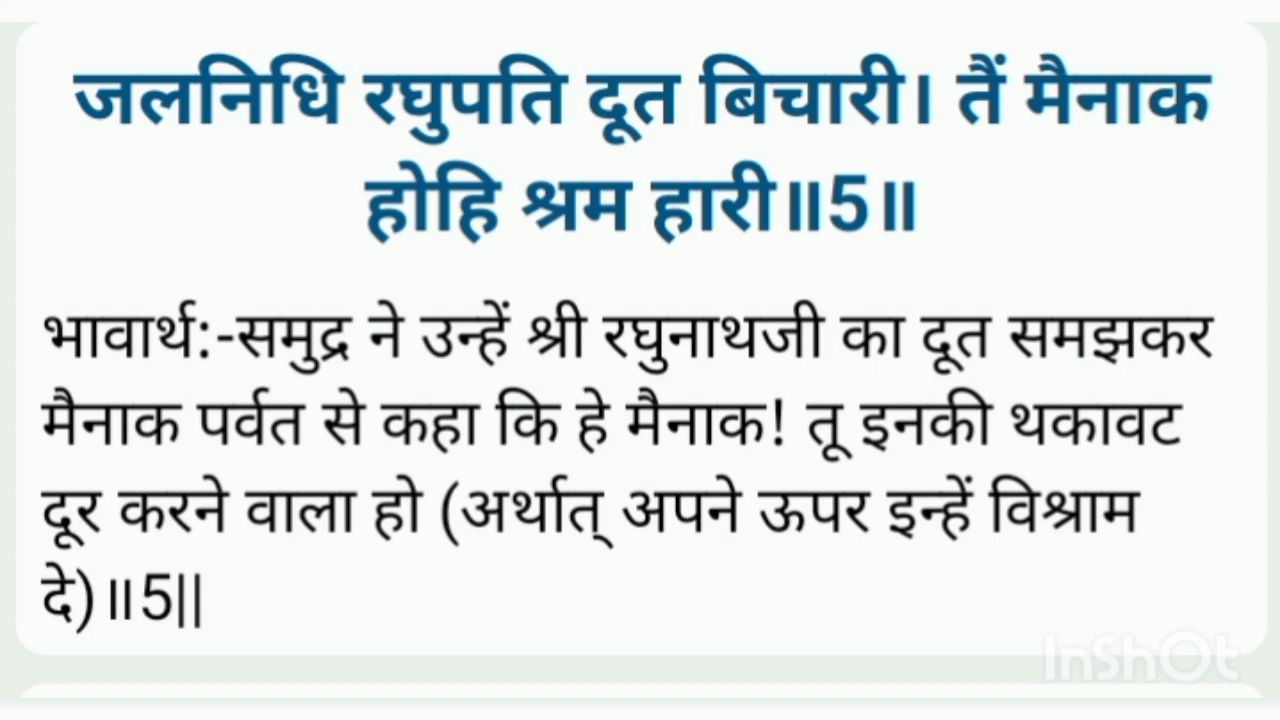 जलनिधि रघुपति दूत बिचारी। तैं मैनाक
होहि श्रम हारी॥5॥
भावार्थ:-समुद्र ने उन्हें श्री रघुनाथजी का दूत समझकर
मैनाक पर्वत से कहा कि हे मैनाक! तू इनकी थकावट
दूर करने वाला हो (अर्थात् अपने ऊपर इन्हें विश्राम
दे)॥5||
InShOt